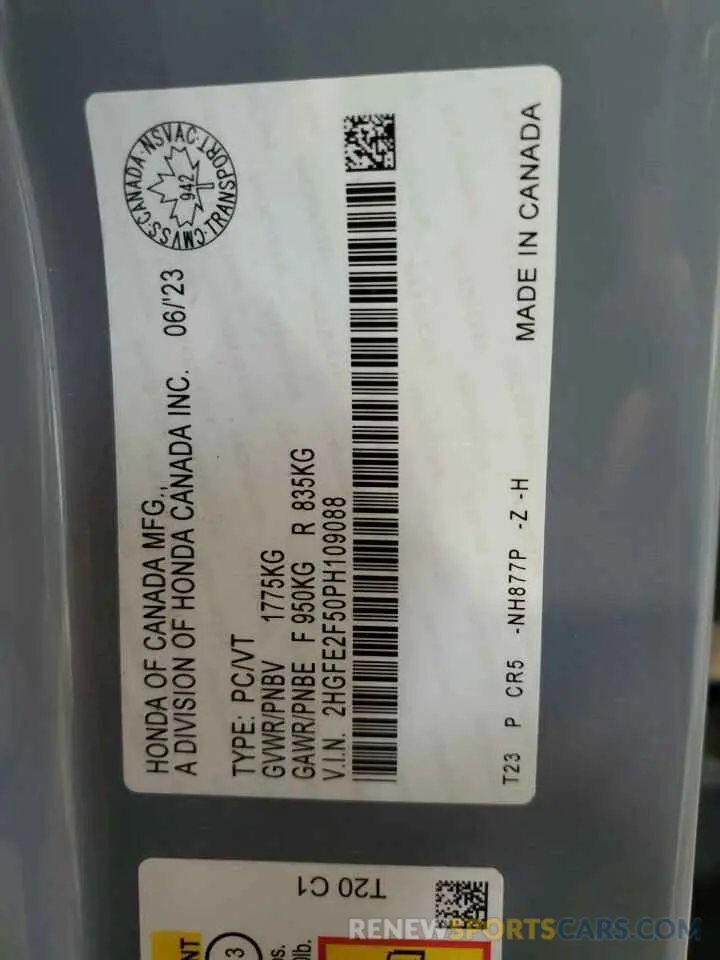 HONDA OF CANADA MFG.,
A DIVISION OF HONDA CANADA INC. 06/'23
CMVSS·CANADA·NSVAC·TRANSPORT·
942
TYPE: PC/VT
GVWR/PNBV 1775KG
GAWR/PNBE F 950KG R 835KG
V.I.N. 2HGFE2F50PH109088
T23 P CR5 -NH877P -Z -H
MADE IN CANADA
T20 C1
3
RENEWSPORTSCARS.COM